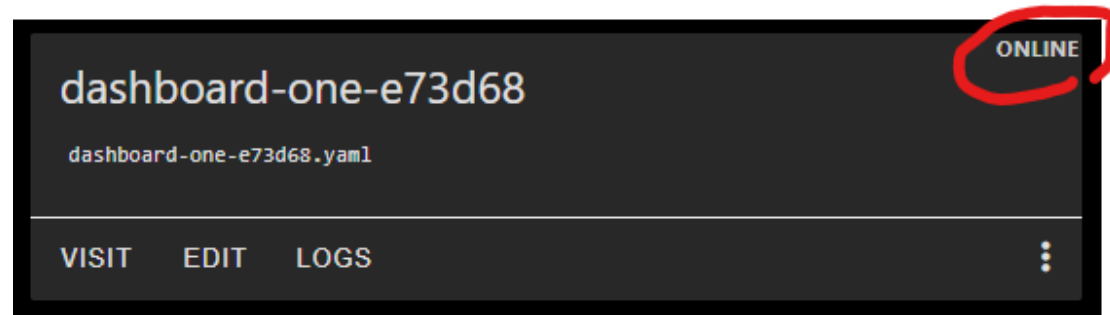 ONLINE
dashboard-one-e73d68
dashboard-one-e73d68.yaml
VISIT EDIT LOGS